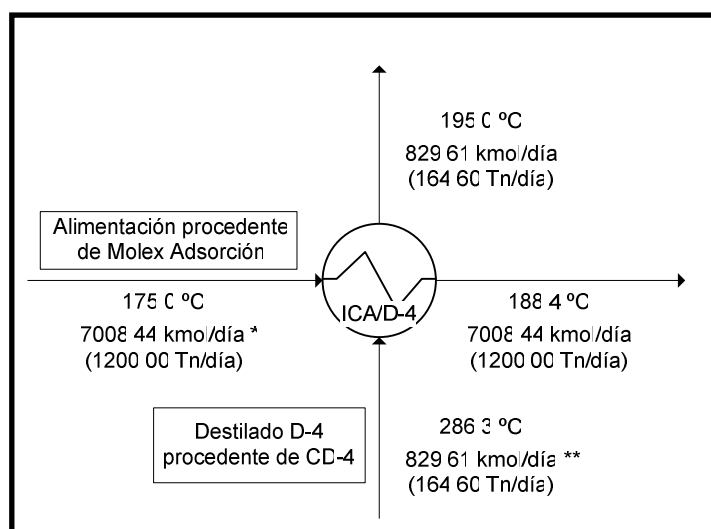 195 0 ºC
829 61 kmol/día
(164 60 Tn/día)
Alimentación procedente
de Molex Adsorción
175 0 ºC
7008 44 kmol/día *
(1200 00 Tn/día)
ICA/D-4
188 4 ºC
7008 44 kmol/día
(1200 00 Tn/día)
Destilado D-4
procedente de CD-4
286 3 ºC
829 61 kmol/día **
(164 60 Tn/día)